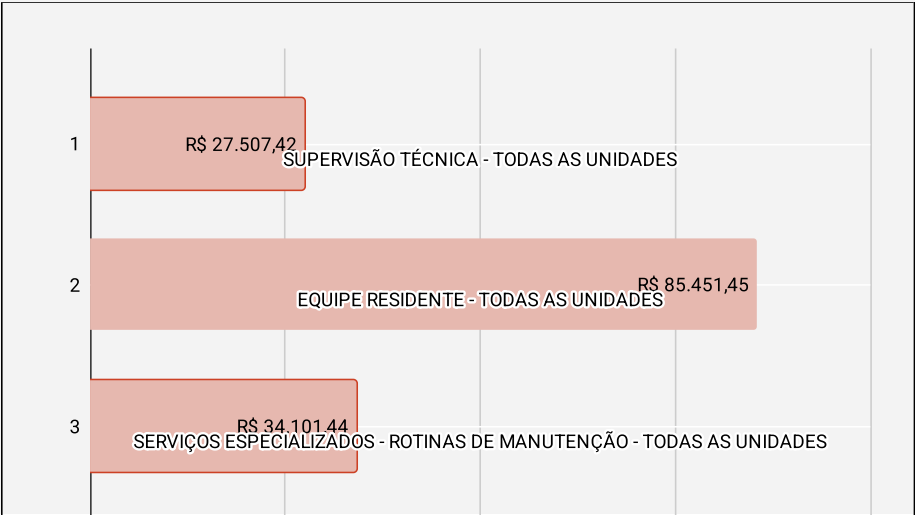 1
R$ 27.507,42
SUPERVISÃO TÉCNICA - TODAS AS UNIDADES
2
R$ 85.451,45
EQUIPE RESIDENTE - TODAS AS UNIDADES
3
R$ 34.101,44
SERVIÇOS ESPECIALIZADOS - ROTINAS DE MANUTENÇÃO - TODAS AS UNIDADES